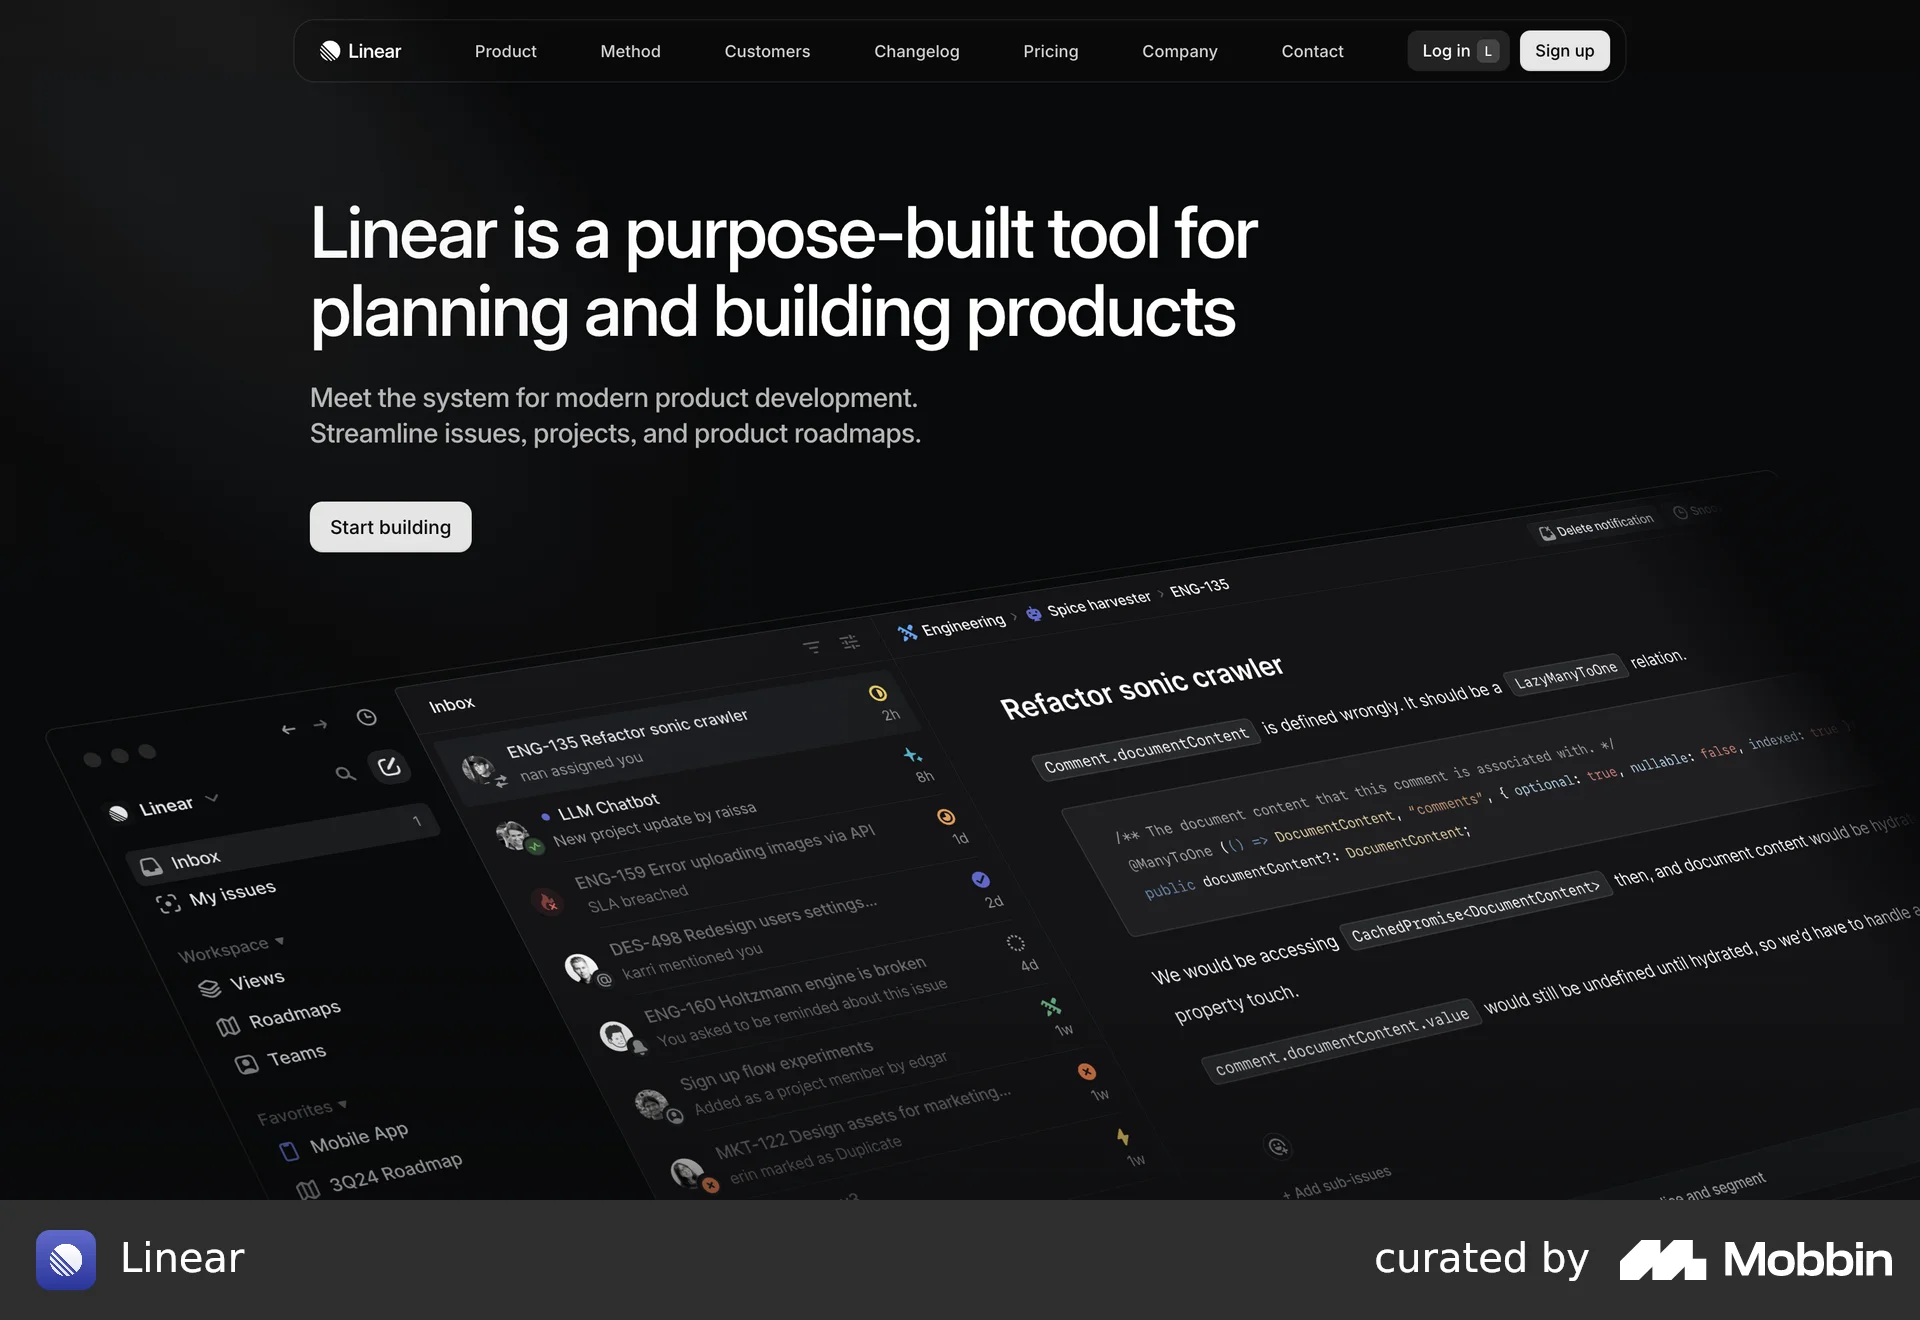 Linear
Product
Method
Customers
Changelog
Pricing
Company
Contact
Log in L
Sign up
Linear is a purpose-built tool for
planning and building products
Meet the system for modern product development.
Streamline issues, projects, and product roadmaps.
Start building
Linear
1
Inbox
My issues
Workspace
Views
Roadmaps
Teams
Favorites
Mobile App
3Q24 Roadmap
Inbox
ENG-135 Refactor sonic crawler
nan assigned you
2h
LLM Chatbot
New project update by raissa
8h
ENG-159 Error uploading images via API
SLA breached
1d
DES-498 Redesign users settings...
karri mentioned you
2d
ENG-160 Holtzmann engine is broken
You asked to be reminded about this issue
4d
Sign up flow experiments
Added as a project member by edgar
1w
MKT-122 Design assets for marketing...
erin marked as Duplicate
1w
1w
Engineering › Spice harvester › ENG-135
Delete notification
Refactor sonic crawler
Comment.documentContent is defined wrongly. It should be a LazyManyToOne relation.
/** The document content that this comment is associated with. */
@ManyToOne (() => DocumentContent, "comments", { optional: true, nullable: false, indexed: true }
public documentContent?: DocumentContent;
We would be accessing CachedPromise<DocumentContent> then, and document content would be
property touch.
comment.documentContent.value would still be undefined until hydrated, so we'd have to handle a
+ Add sub-issues
and segment
Linear
curated by Mobbin